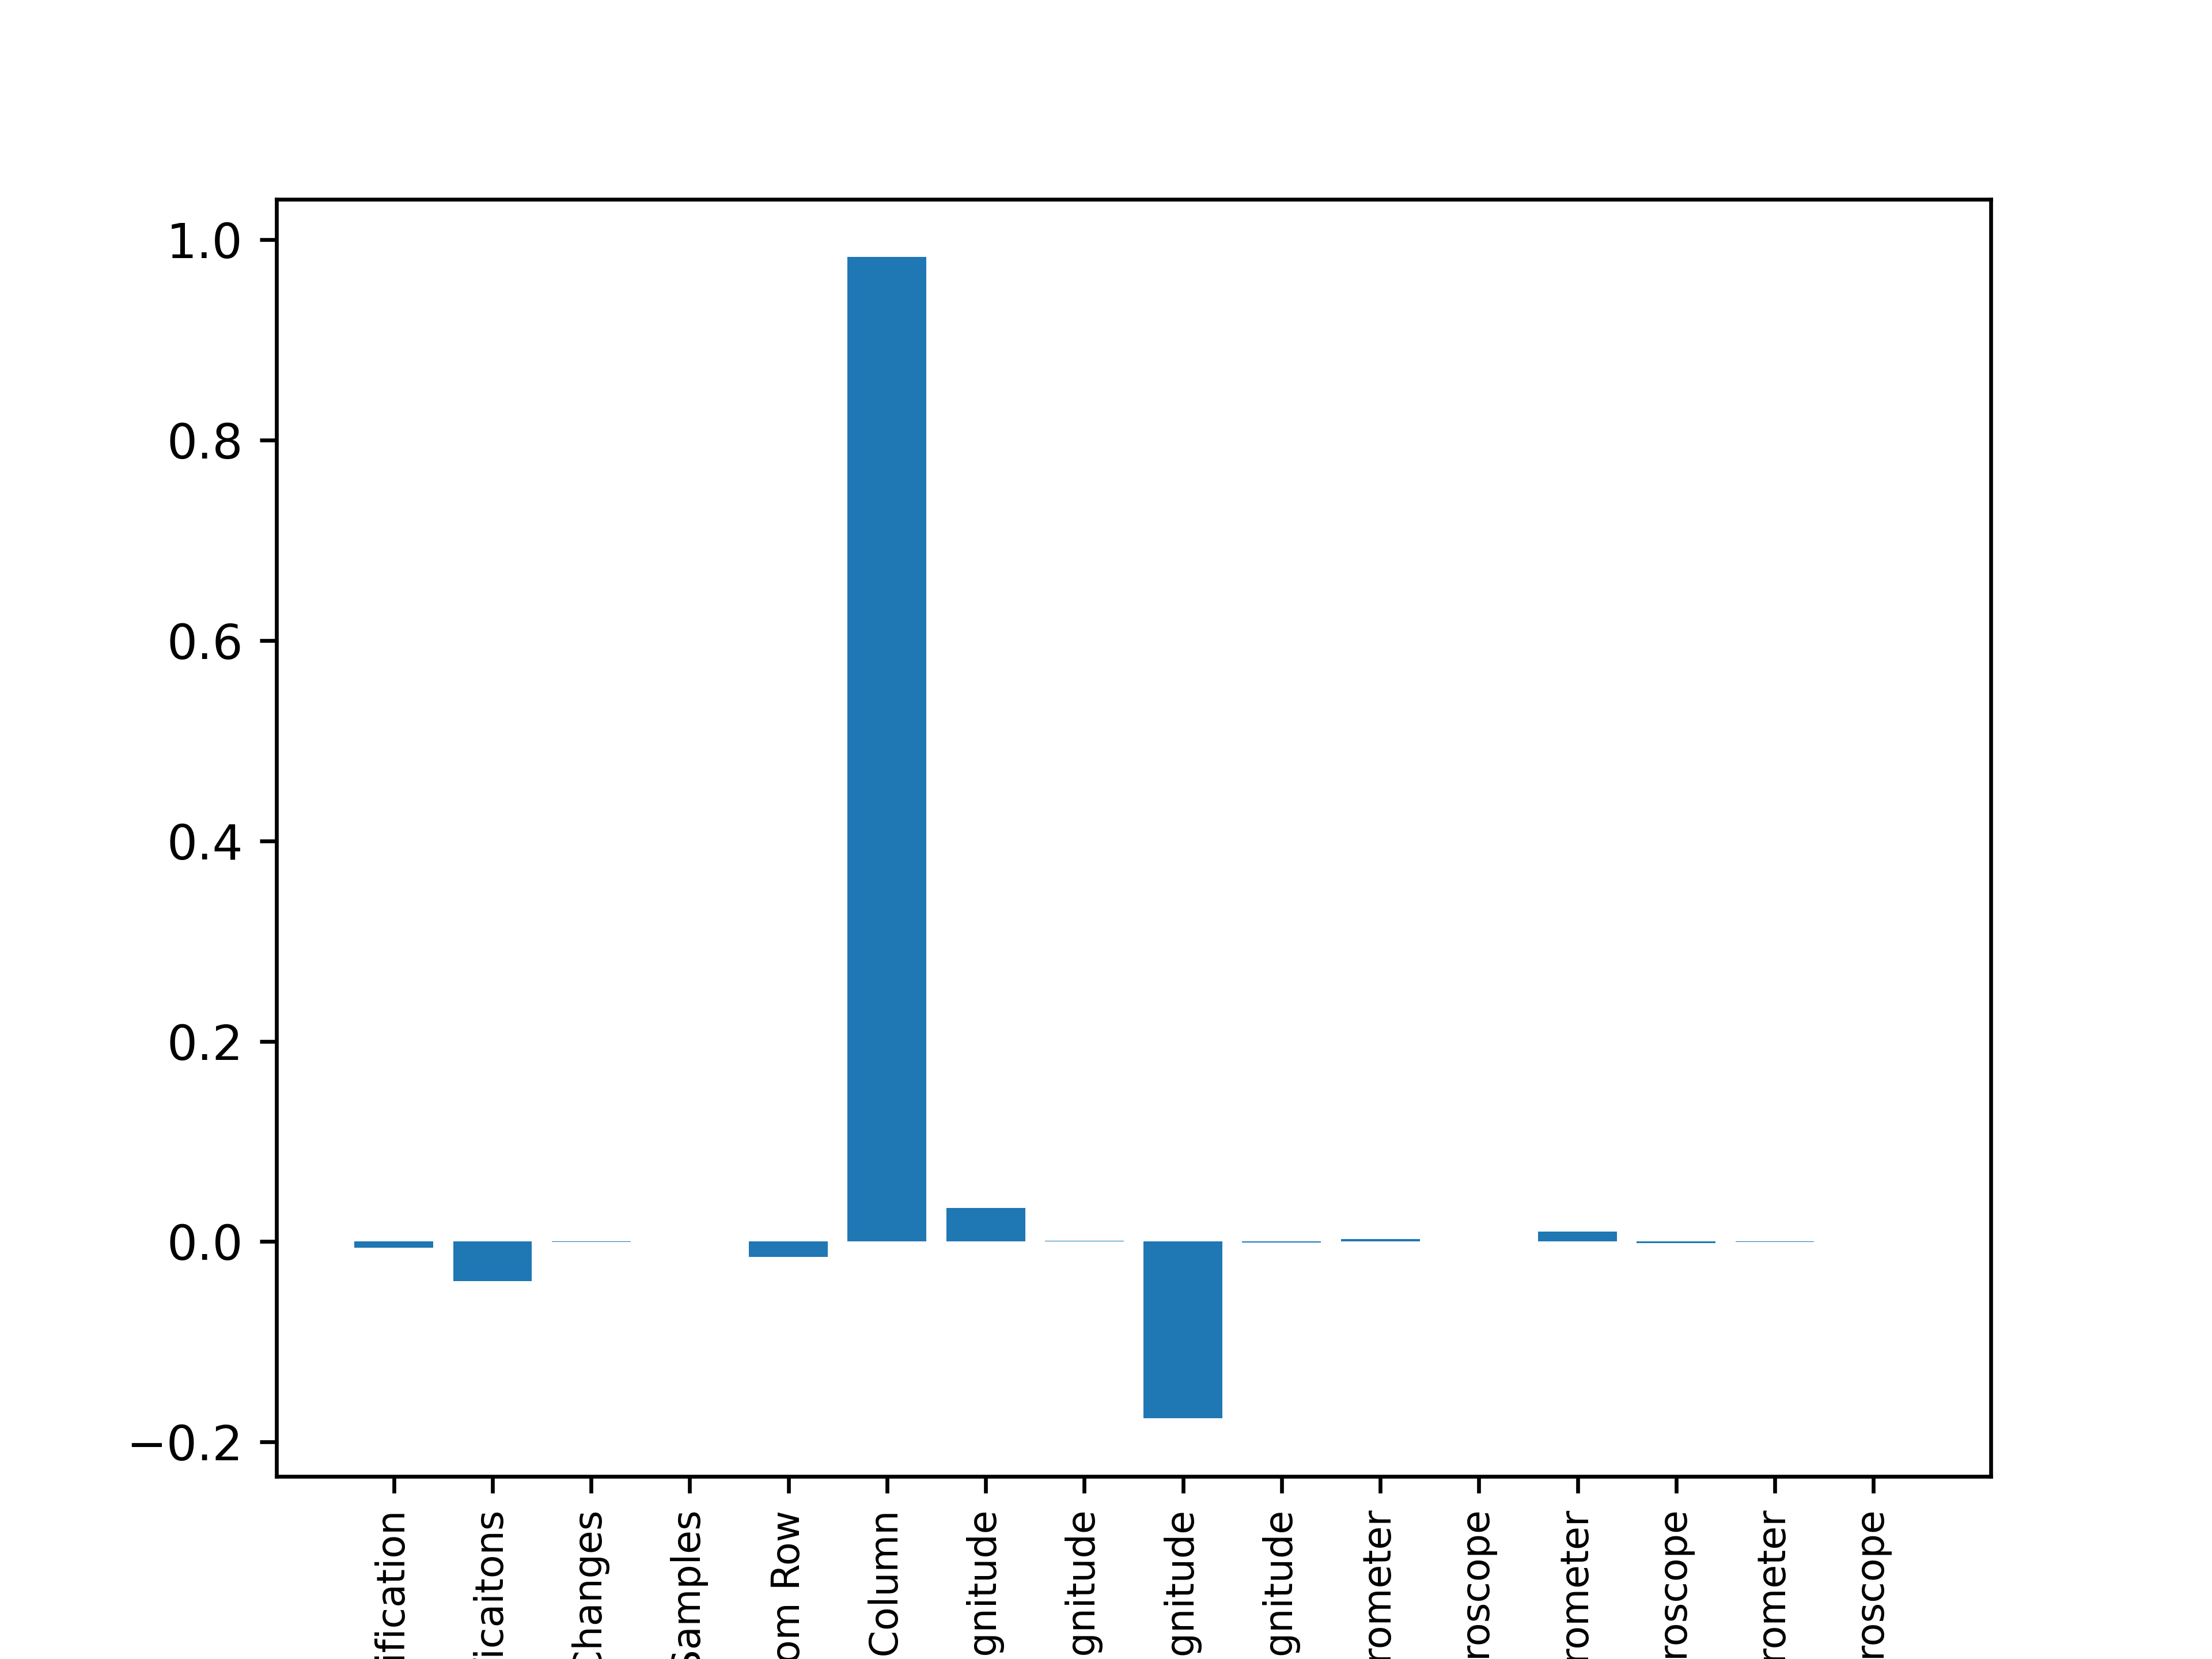 1.0
0.8
0.6
0.4
0.2
0.0
−0.2
ification
icaitons
hanges
Samples
om Row
Column
gnitude
gnitude
gnitude
gnitude
rometer
roscope
rometer
roscope
rometer
roscope